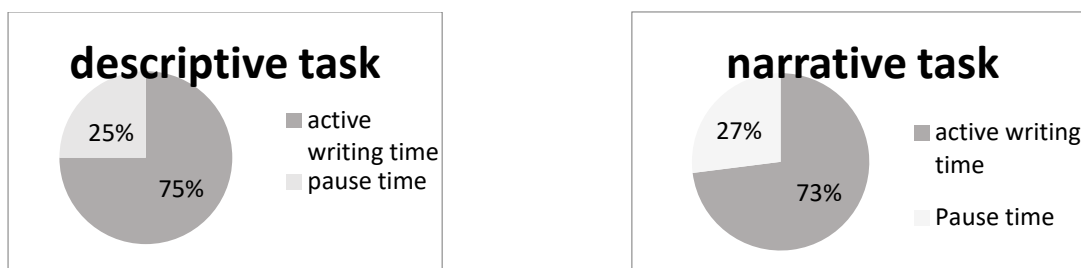 descriptive task
25%
75%
active
writing time
pause time
narrative task
27%
73%
active writing
time
Pause time